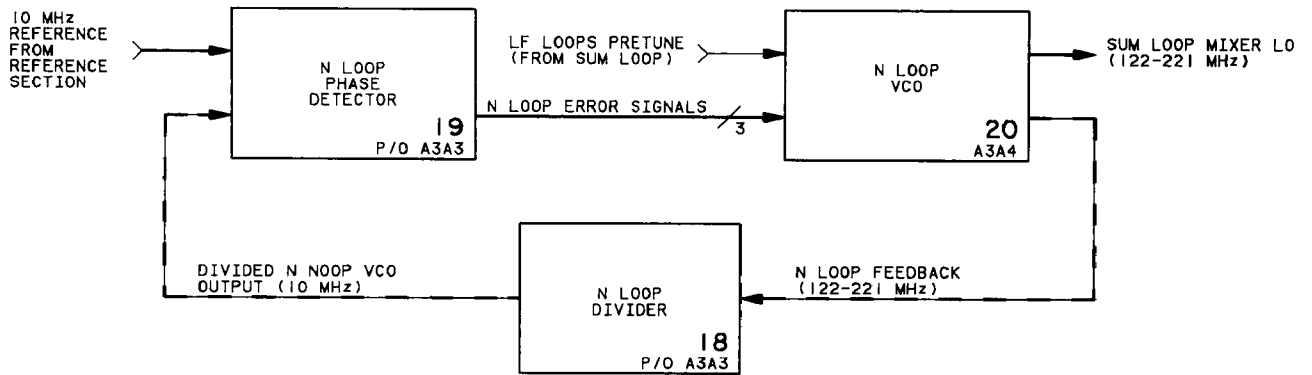 10 MHz
REFERENCE
FROM
REFERENCE
SECTION
N LOOP
PHASE
DETECTOR
19
P/O A3A3
LF LOOPS PRETUNE
(FROM SUM LOOP)
N LOOP ERROR SIGNALS
3
N LOOP
VCO
20
A3A4
SUM LOOP MIXER LO
(122-221 MHz)
DIVIDED N NOOP VCO
OUTPUT (10 MHz)
N LOOP
DIVIDER
18
P/O A3A3
N LOOP FEEDBACK
(122-221 MHz)